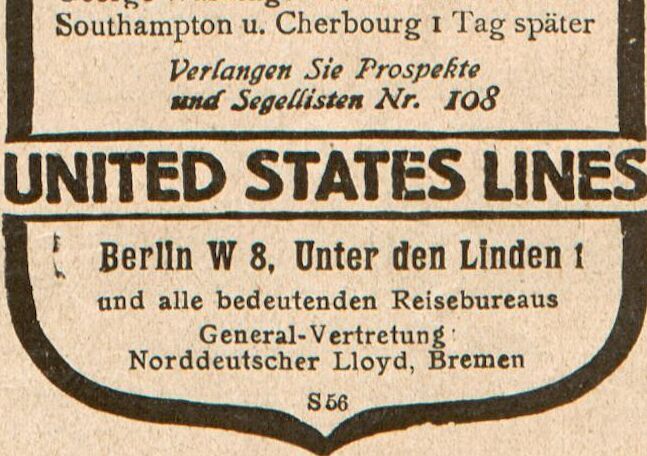 Southampton u. Cherbourg 1 Tag später
Verlangen Sie Prospekte
und Segellisten Nr. 108
UNITED STATES LINES
Berlin W 8, Unter den Linden 1
und alle bedeutenden Reisebureaus
General-Vertretung:
Norddeutscher Lloyd, Bremen
S 56